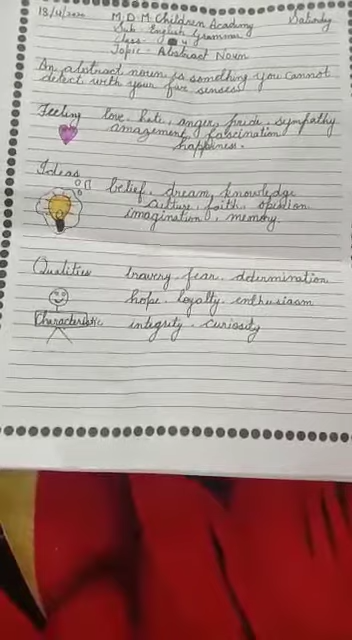 M.D.M Children Academy Saturday
Sub- English Grammar
Class- 4
Topic - Abstract Noun
An abstract noun is something you cannot
detect with your five senses
Feeling love, hate, anger, pride, sympathy
amazement, fascination,
happiness.
Ideas
belief, dream, knowledge
culture, faith, opinion
imagination, memory
Qualities bravery, fear, determination
hope, loyalty, enthusiasm
Characteristic integrity, curiosity